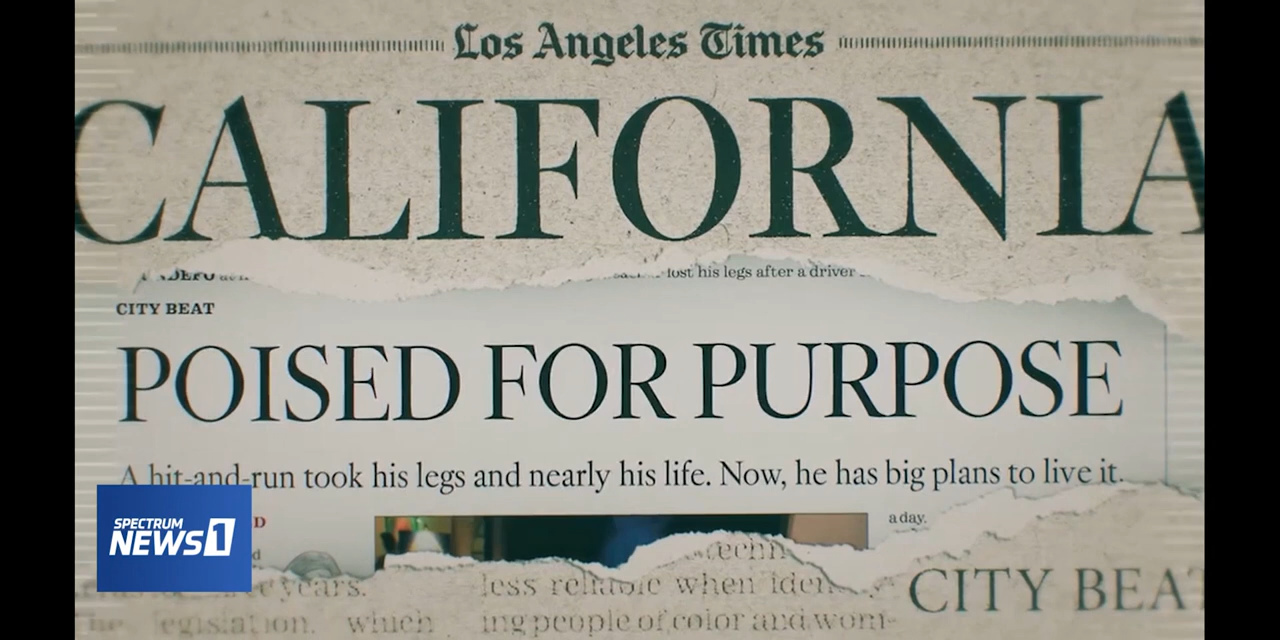 Los Angeles Times
CALIFORNIA
lost his legs after a driver
CITY BEAT
POISED FOR PURPOSE
A hit-and-run took his legs and nearly his life. Now, he has big plans to live it.
SPECTRUM
NEWS 1
a day.
years.
less reliable when
CITY BEAT
legislation, which
ing people of color and wom-